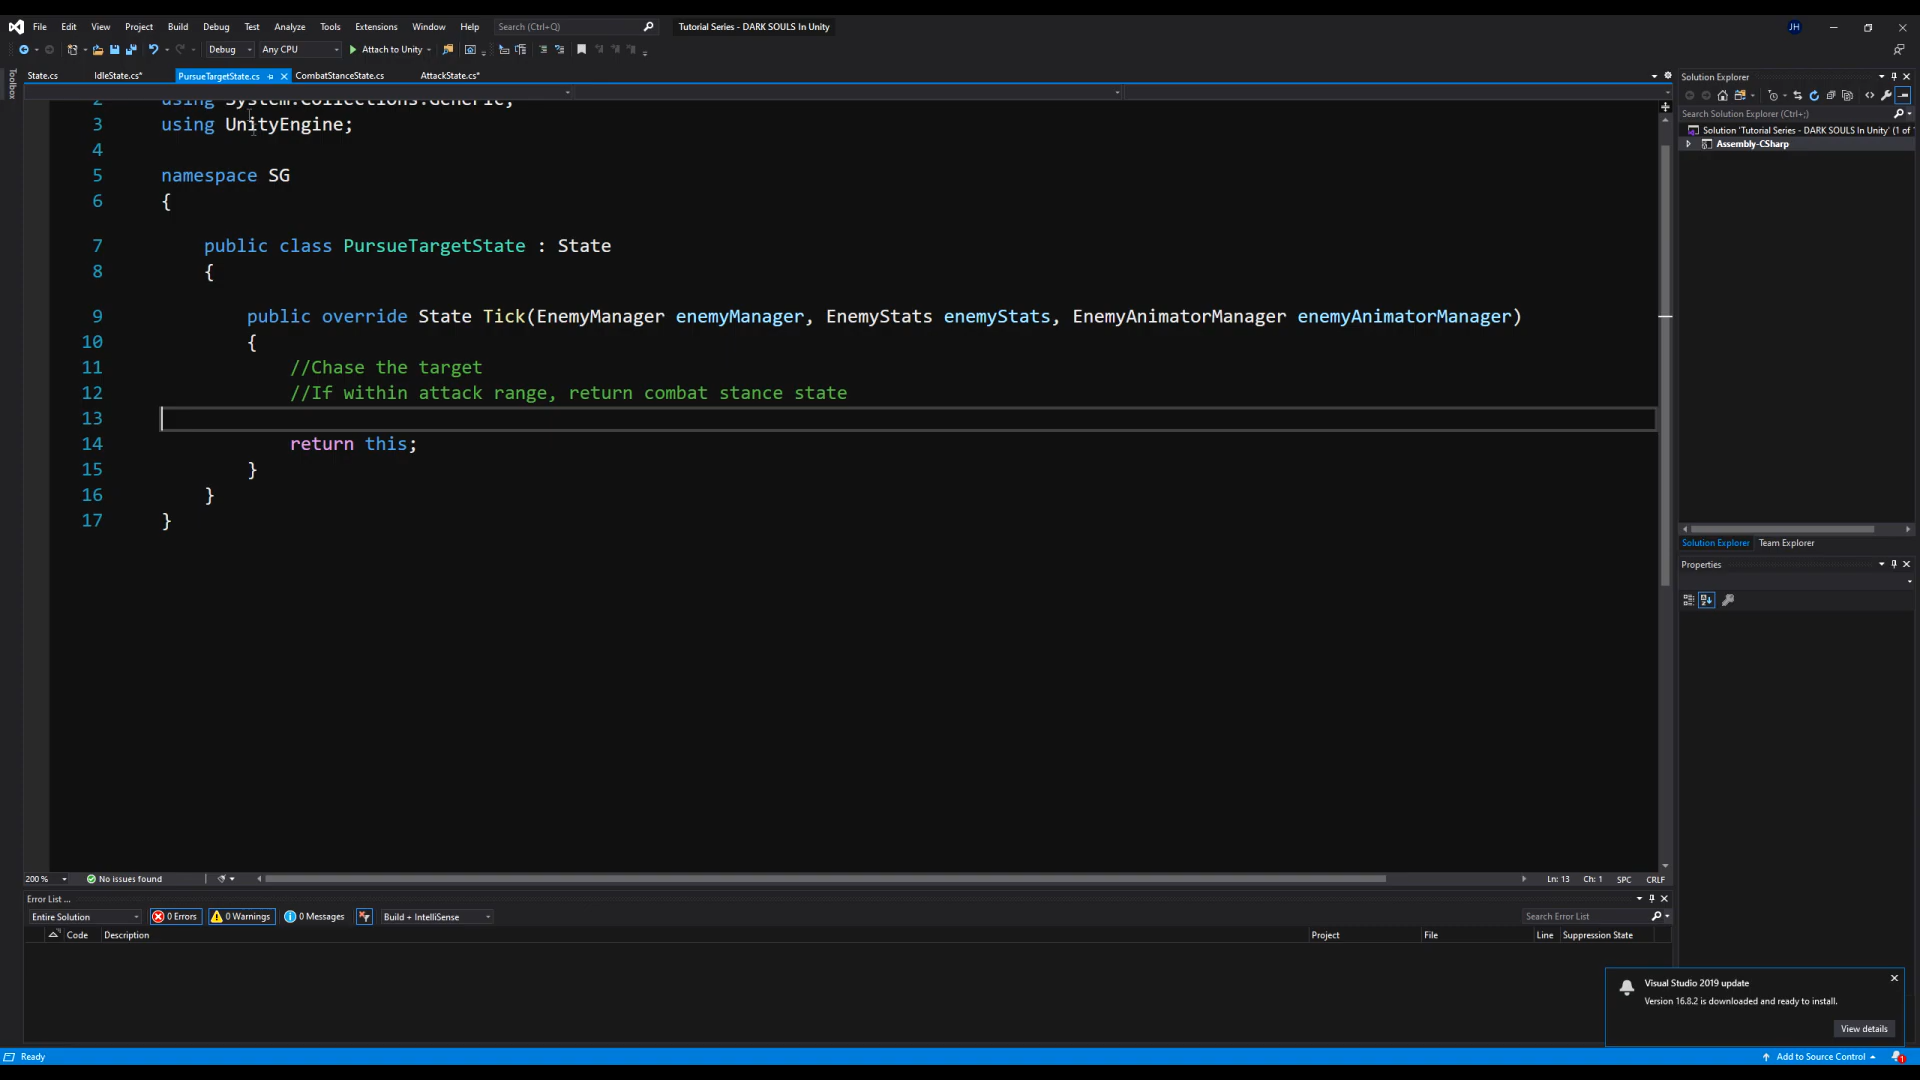 File Edit View Project Build Debug Test Analyze Tools Extensions Window Help Search (Ctrl+Q) Tutorial Series - DARK SOULS In Unity JH
Debug Any CPU Attach to Unity
Toolbox
State.cs IdleState.cs* PursueTargetState.cs CombatStanceState.cs AttackState.cs*
2 using System.Collections.Generic;
3 using UnityEngine;
4
5 namespace SG
6 {
7 public class PursueTargetState : State
8 {
9 public override State Tick(EnemyManager enemyManager, EnemyStats enemyStats, EnemyAnimatorManager enemyAnimatorManager)
10 {
11 //Chase the target
12 //If within attack range, return combat stance state
13
14 return this;
15 }
16 }
17 }
200 % No issues found Ln: 13 Ch: 1 SPC CRLF
Error List ...
Entire Solution 0 Errors 0 Warnings 0 Messages Build + IntelliSense Search Error List
Code Description Project File Line Suppression State
Solution Explorer
Search Solution Explorer (Ctrl+;)
Solution 'Tutorial Series - DARK SOULS In Unity' (1 of 1
Assembly-CSharp
Solution Explorer Team Explorer
Properties
Visual Studio 2019 update
Version 16.8.2 is downloaded and ready to install.
View details
Ready Add to Source Control 1